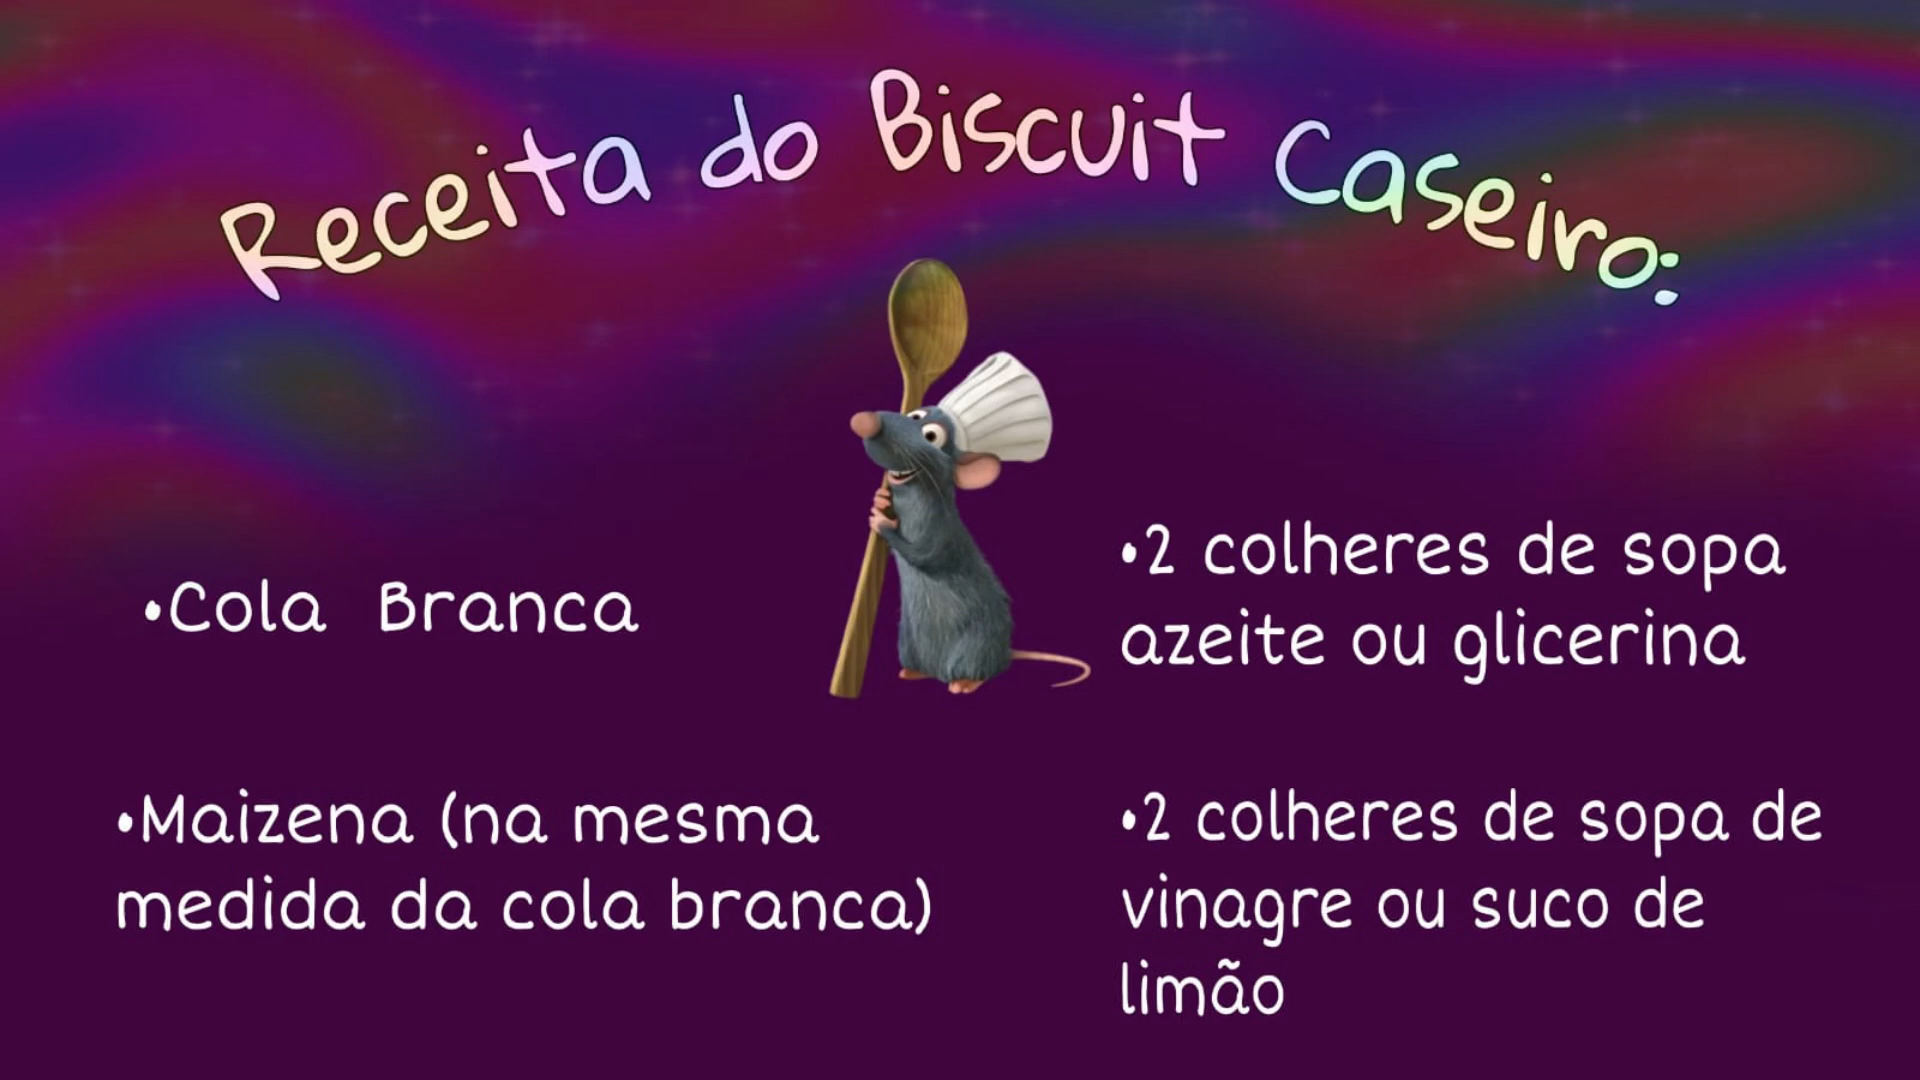 Receita do Biscuit Caseiro:
•Cola Branca
•Maizena (na mesma
medida da cola branca)
•2 colheres de sopa
azeite ou glicerina
•2 colheres de sopa de
vinagre ou suco de
limão